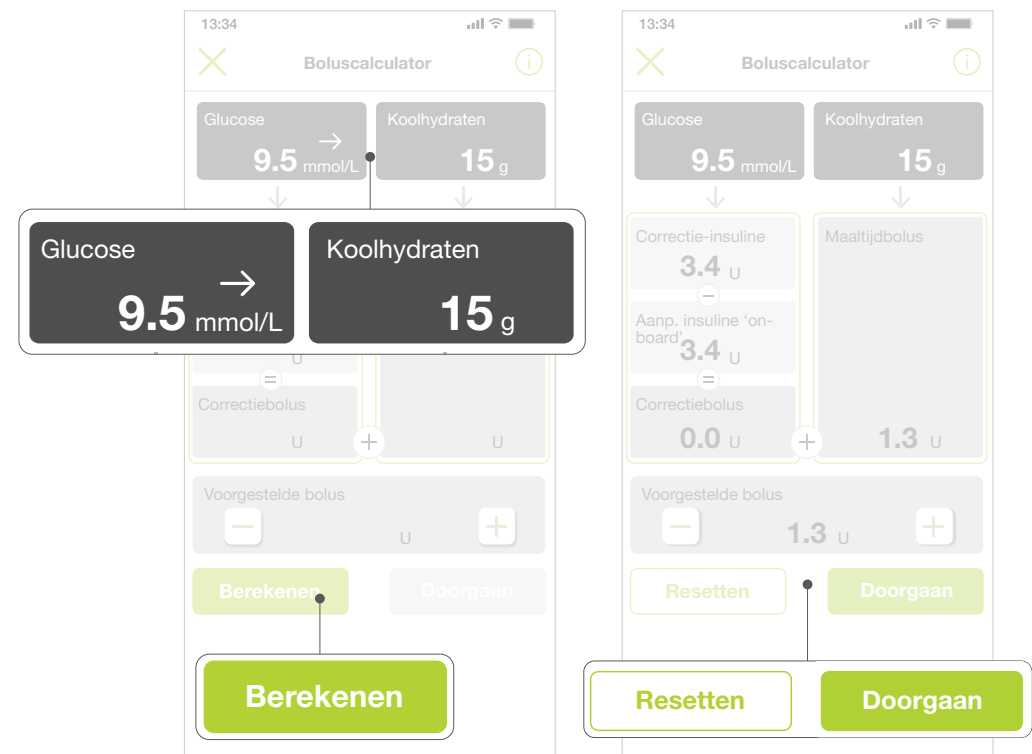 13:34
Boluscalculator
Glucose
9.5 mmol/L
Koolhydraten
15 g
Glucose
9.5 mmol/L
Koolhydraten
15 g
U
=
Correctiebolus
U
+
U
Voorgestelde bolus
−
U
+
Berekenen
Doorgaan
Berekenen
13:34
Boluscalculator
Glucose
9.5 mmol/L
Koolhydraten
15 g
Correctie-insuline
3.4 U
−
Aanp. insuline ‘on-
board’
3.4 U
=
Correctiebolus
0.0 U
+
Maaltijdbolus
1.3 U
Voorgestelde bolus
−
1.3 U
+
Resetten
Doorgaan
Resetten
Doorgaan